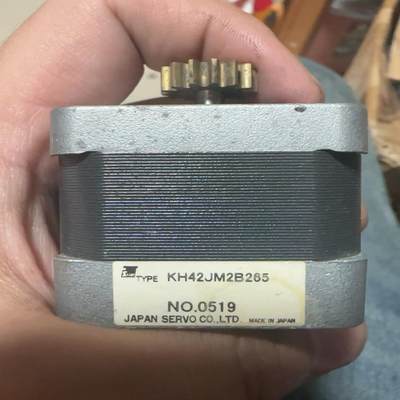 TYPE KH42JM2B265
NO.0519
JAPAN SERVO CO.,LTD. MADE IN JAPAN